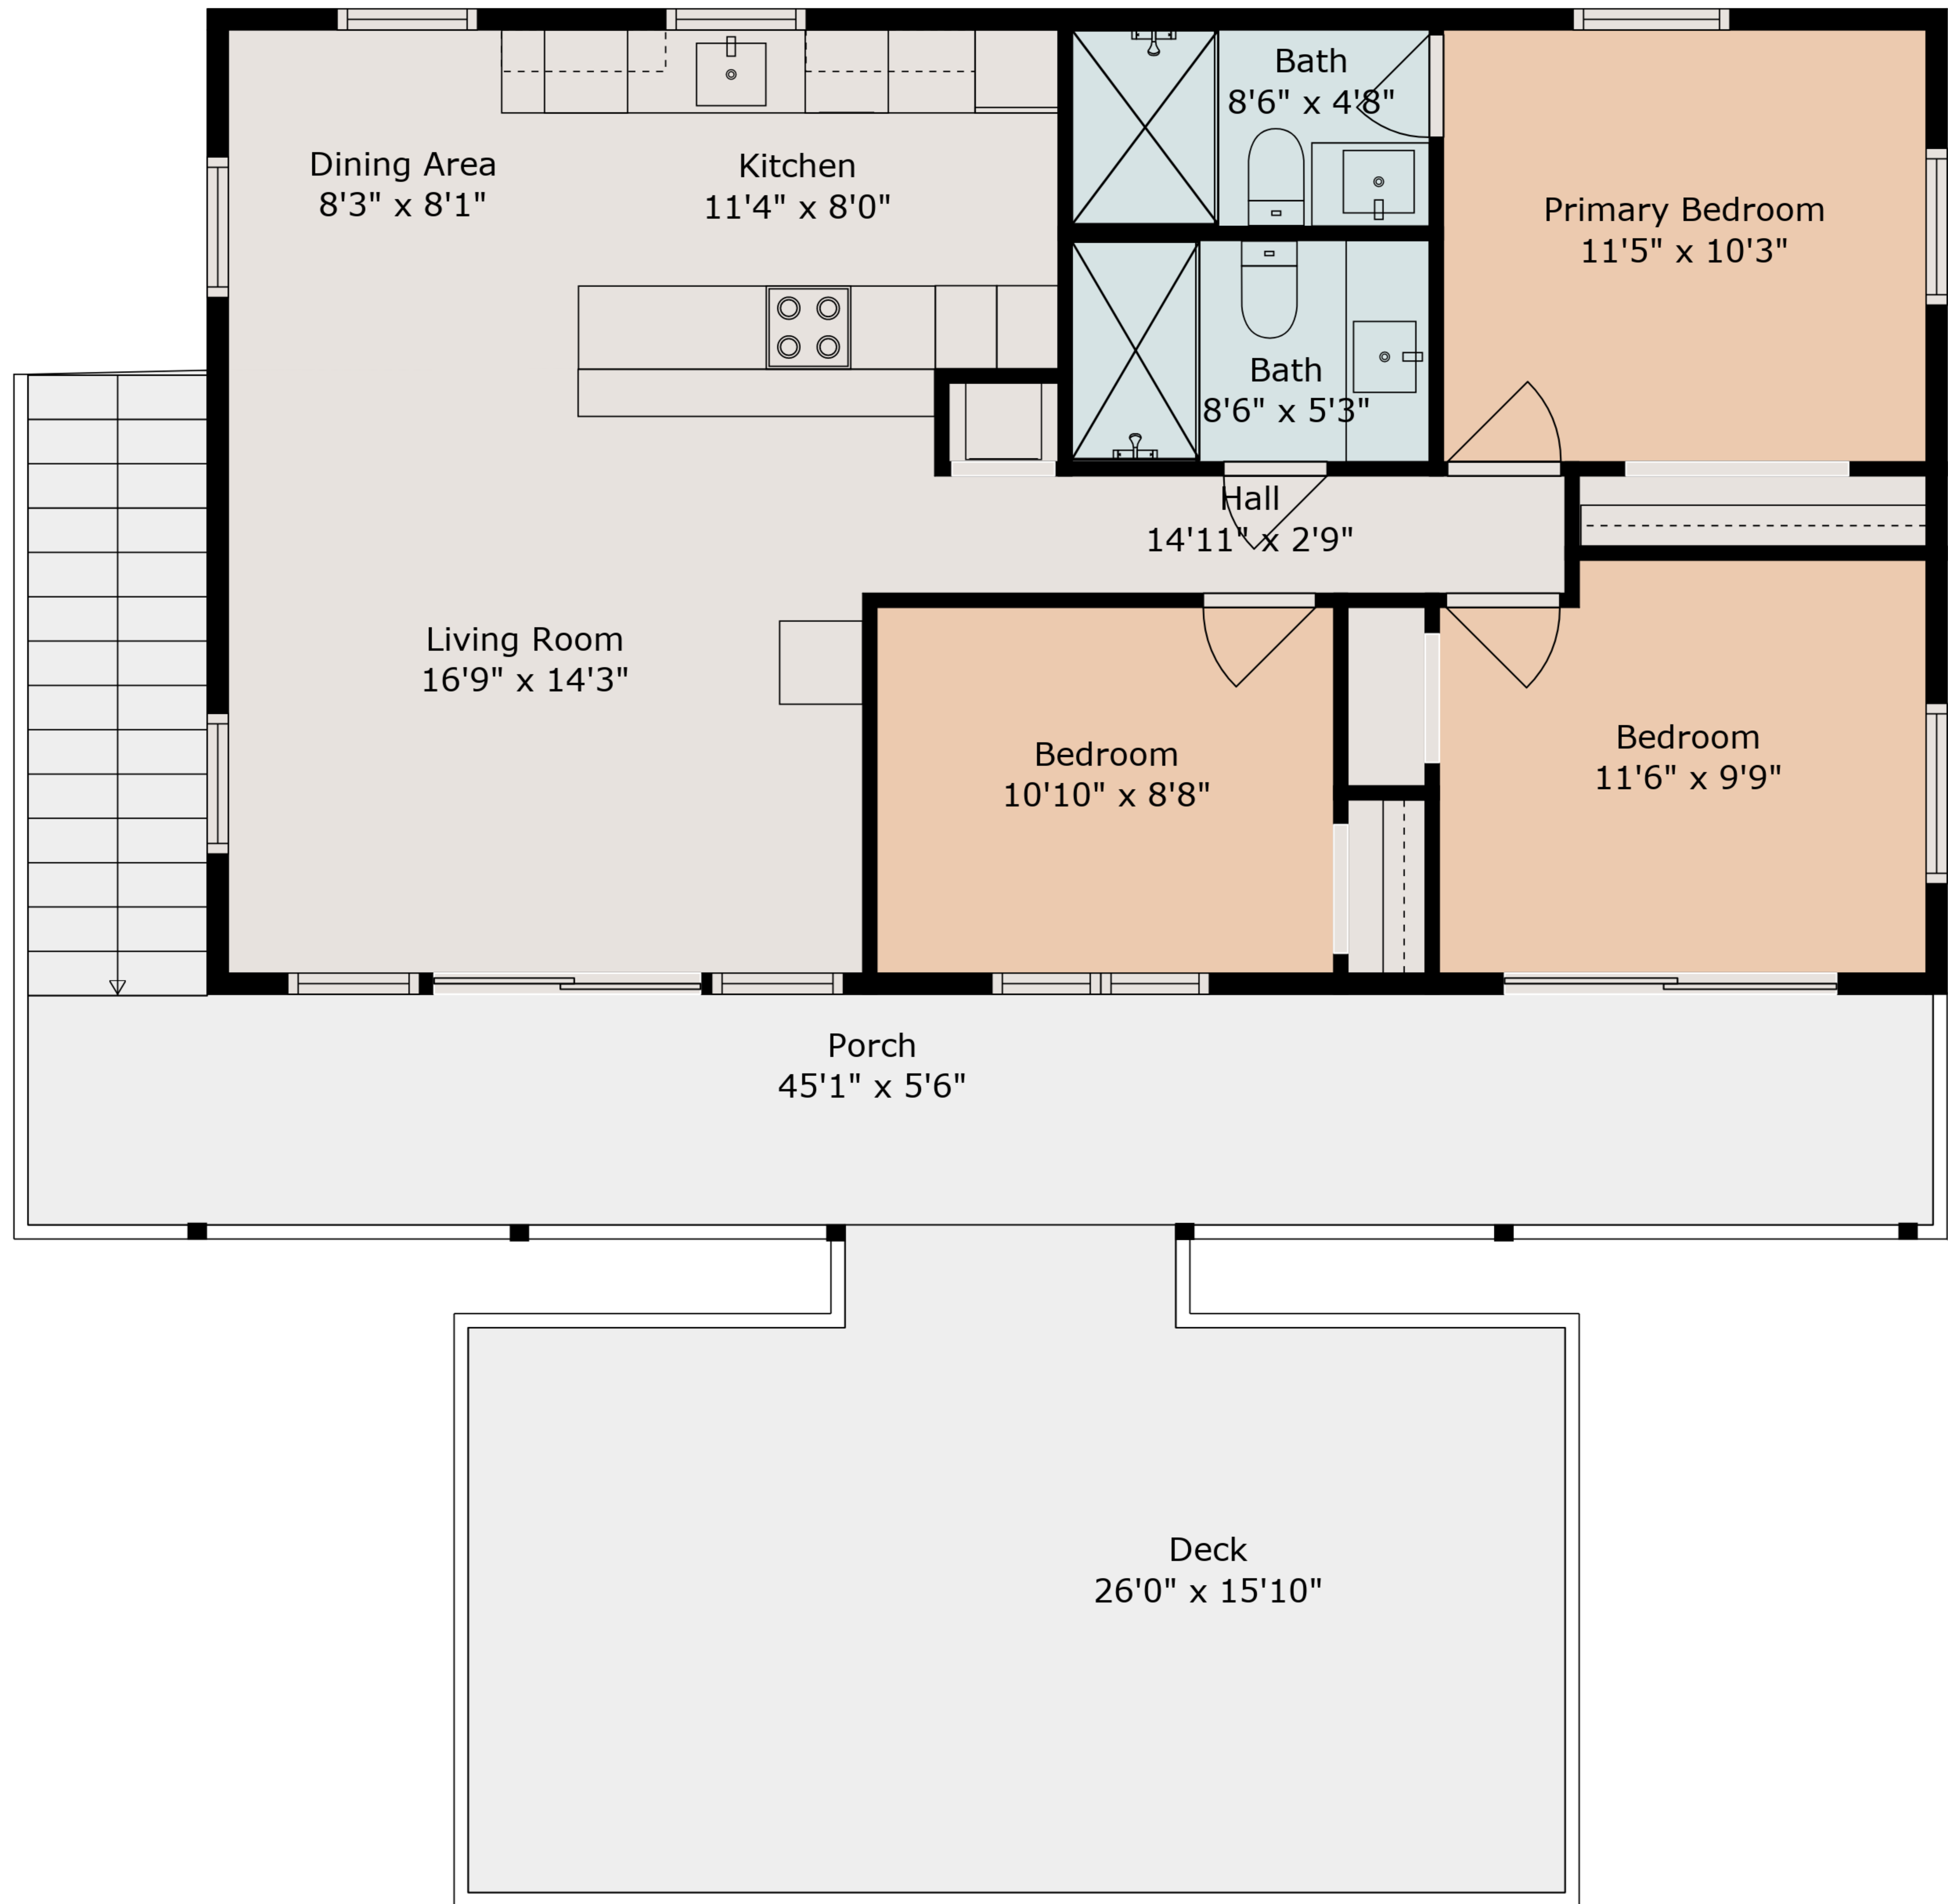 Bath
8'6" x 4'8"
Dining Area
8'3" x 8'1"
Kitchen
11'4" x 8'0"
Primary Bedroom
11'5" x 10'3"
Bath
8'6" x 5'3"
Hall
14'11" x 2'9"
Living Room
16'9" x 14'3"
Bedroom
10'10" x 8'8"
Bedroom
11'6" x 9'9"
Porch
45'1" x 5'6"
Deck
26'0" x 15'10"